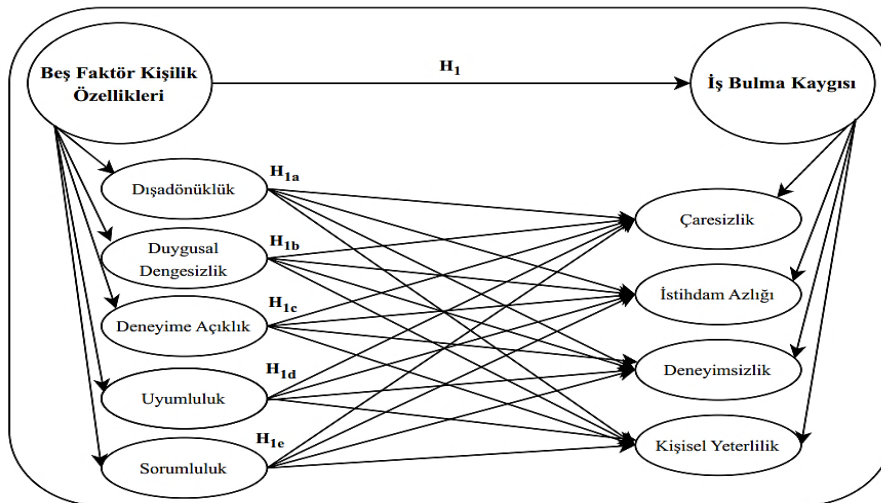 Beş Faktör Kişilik
Özellikleri
H1
İş Bulma Kaygısı
Dışadönüklük
H1a
Çaresizlik
Duygusal
Dengesizlik
H1b
İstihdam Azlığı
Deneyime Açıklık
H1c
Deneyimsizlik
Uyumluluk
H1d
Kişisel Yeterlilik
Sorumluluk
H1e